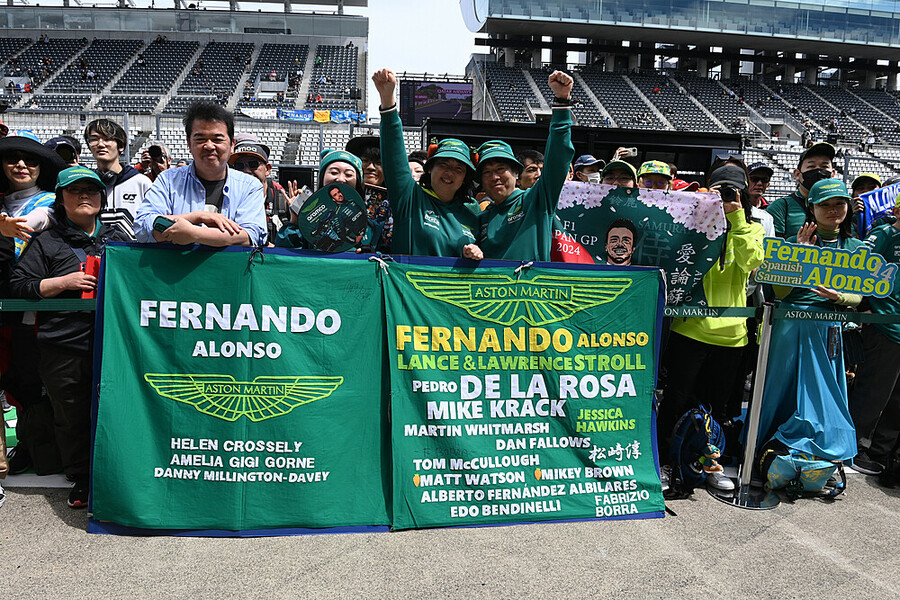 FERNANDO
ALONSO
ASTON MARTIN
HELEN CROSSELY
AMELIA GIGI GORNE
DANNY MILLINGTON-DAVEY
ASTON MARTIN
FERNANDO ALONSO
LANCE & LAWRENCE STROLL
PEDRO DE LA ROSA
MIKE KRACK
JESSICA
HAWKINS
MARTIN WHITMARSH
DAN FALLOWS
松崎淳
TOM McCULLOUGH
MATT WATSON
MIKEY BROWN
ALBERTO FERNÁNDEZ ALBILARES
EDO BENDINELLI
FABRIZIO
BORRA
2024
ASTON MARTIN
ASTON MARTIN
Fernando
Spanish
Samurai
Alonso